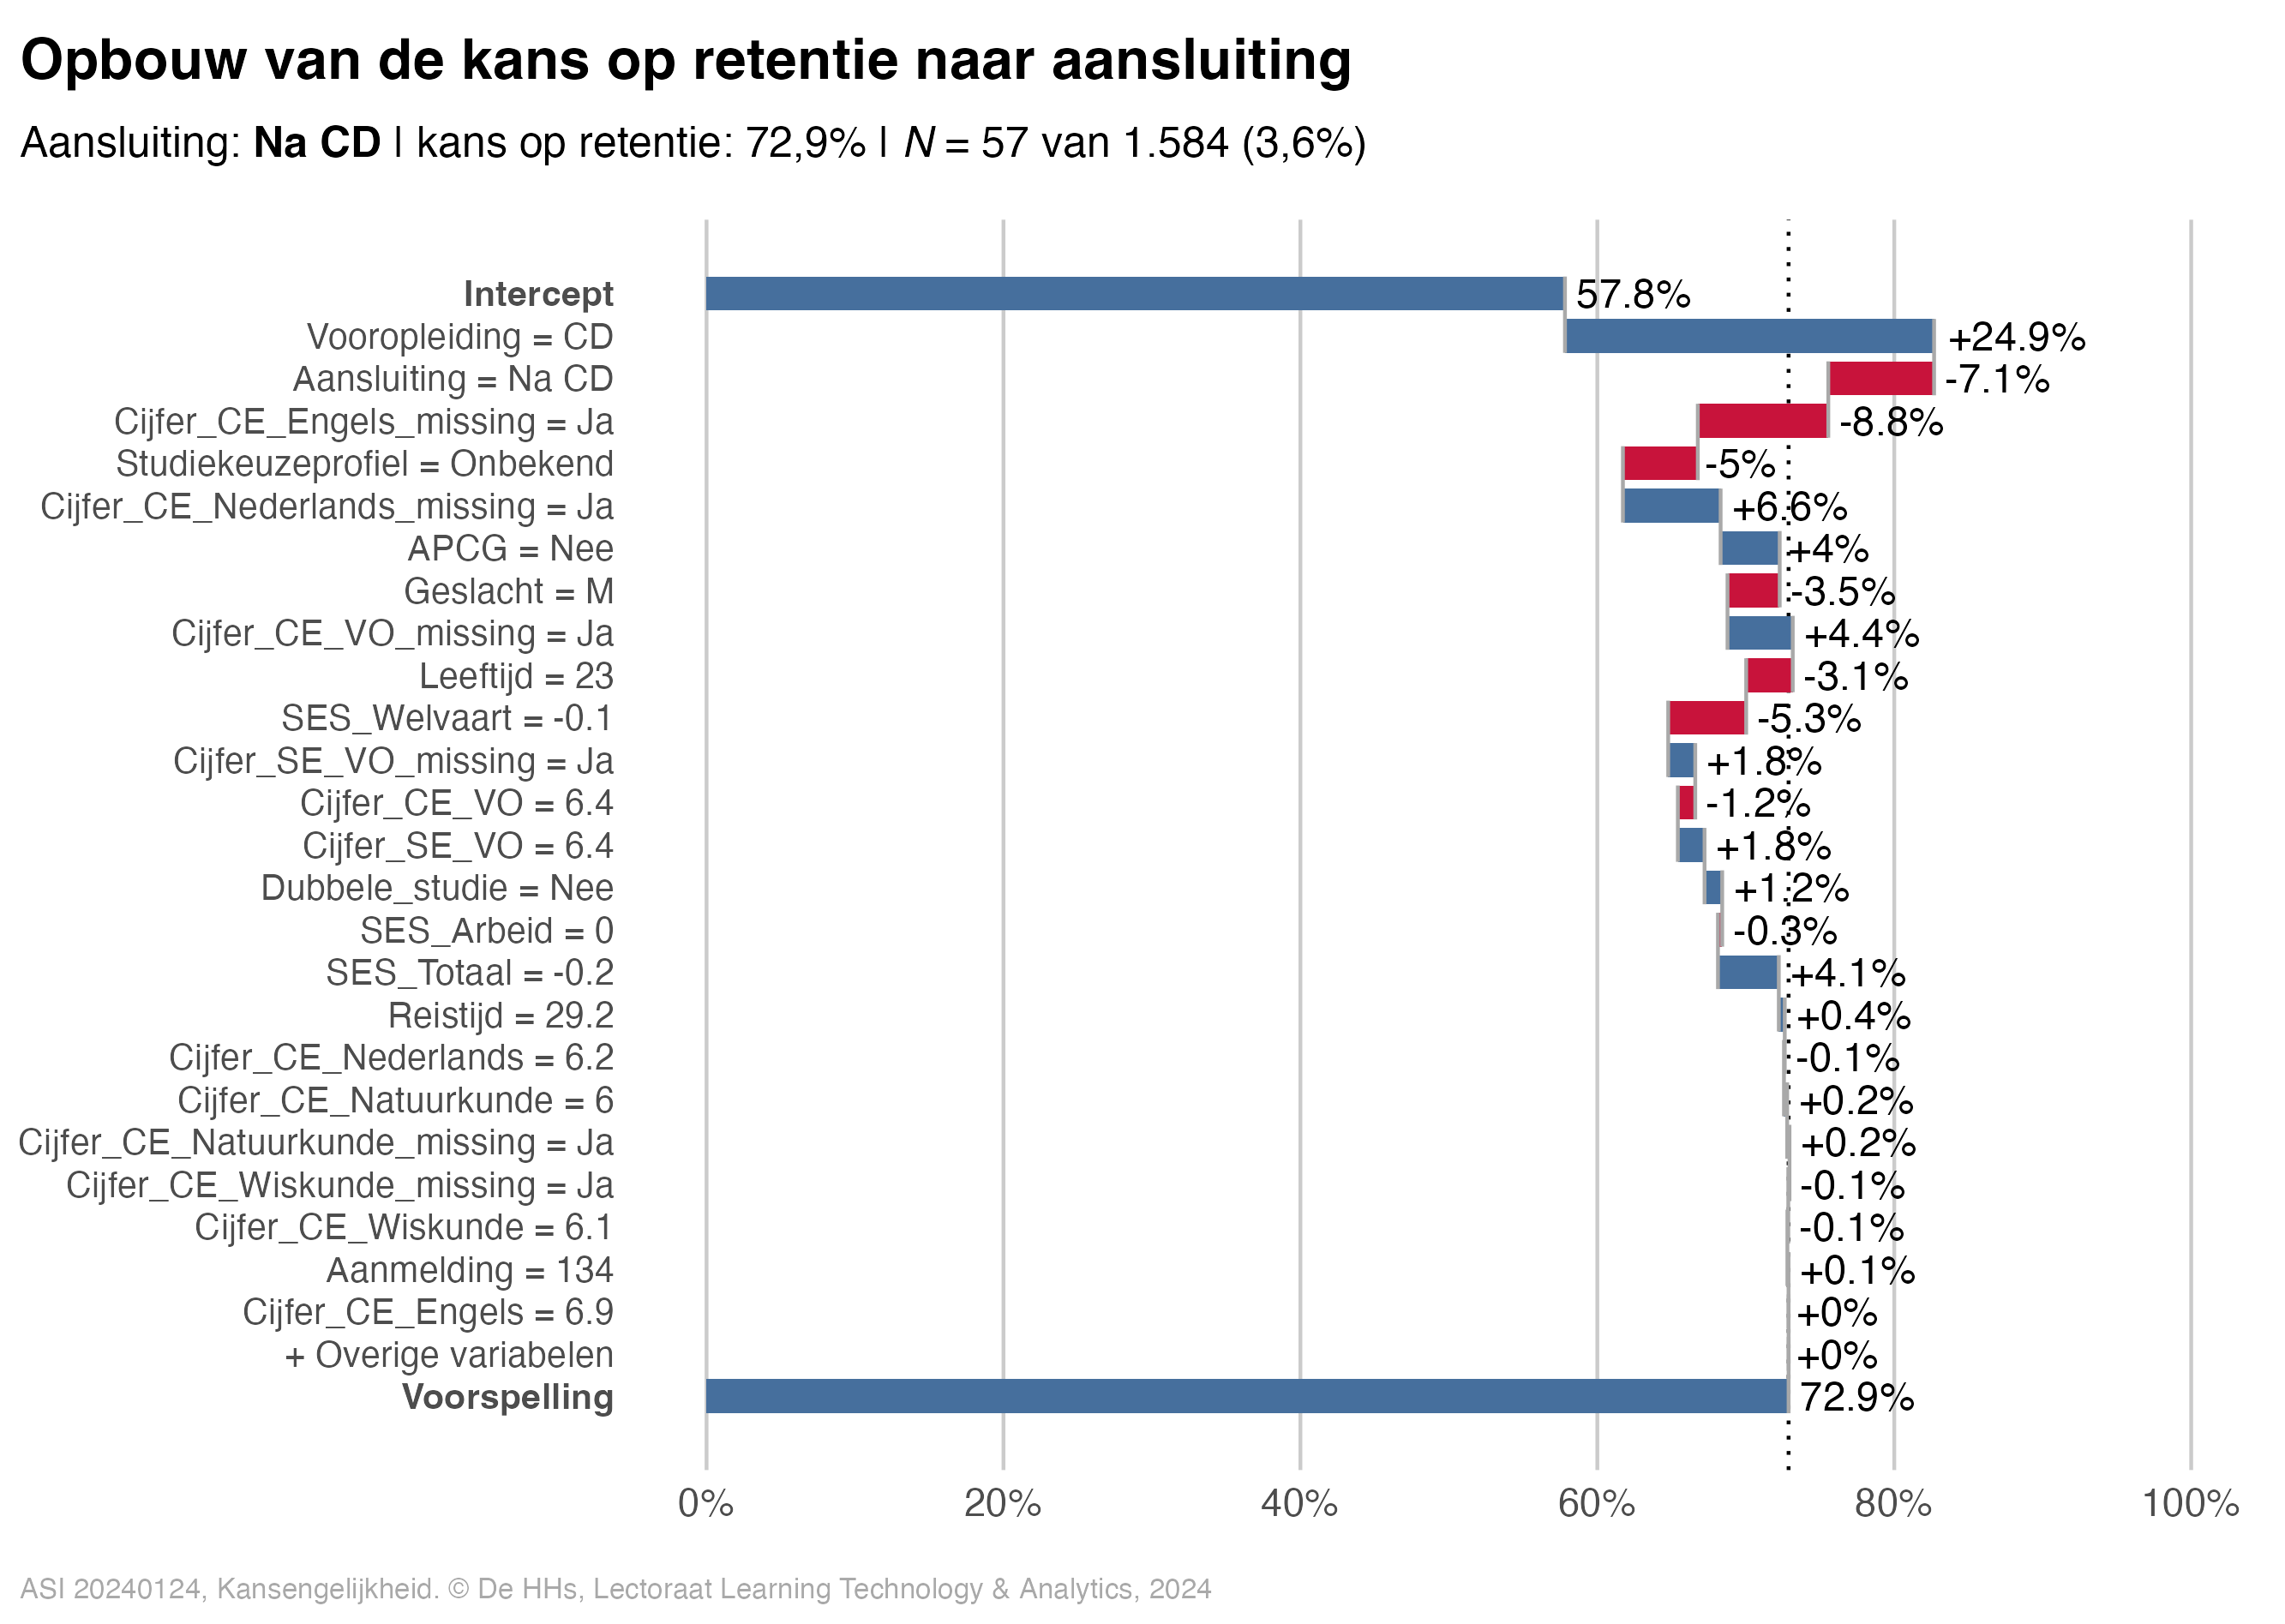 Opbouw van de kans op retentie naar aansluiting
Aansluiting: Na CD | kans op retentie: 72,9% | N = 57 van 1.584 (3,6%)
Intercept 57.8%
Vooropleiding = CD +24.9%
Aansluiting = Na CD -7.1%
Cijfer_CE_Engels_missing = Ja -8.8%
Studiekeuzeprofiel = Onbekend -5%
Cijfer_CE_Nederlands_missing = Ja +6.6%
APCG = Nee +4%
Geslacht = M -3.5%
Cijfer_CE_VO_missing = Ja +4.4%
Leeftijd = 23 -3.1%
SES_Welvaart = -0.1 -5.3%
Cijfer_SE_VO_missing = Ja +1.8%
Cijfer_CE_VO = 6.4 -1.2%
Cijfer_SE_VO = 6.4 +1.8%
Dubbele_studie = Nee +1.2%
SES_Arbeid = 0 -0.3%
SES_Totaal = -0.2 +4.1%
Reistijd = 29.2 +0.4%
Cijfer_CE_Nederlands = 6.2 -0.1%
Cijfer_CE_Natuurkunde = 6 +0.2%
Cijfer_CE_Natuurkunde_missing = Ja +0.2%
Cijfer_CE_Wiskunde_missing = Ja -0.1%
Cijfer_CE_Wiskunde = 6.1 -0.1%
Aanmelding = 134 +0.1%
Cijfer_CE_Engels = 6.9 +0%
+ Overige variabelen +0%
Voorspelling 72.9%
0% 20% 40% 60% 80% 100%
ASI 20240124, Kansengelijkheid. © De HHs, Lectoraat Learning Technology & Analytics, 2024